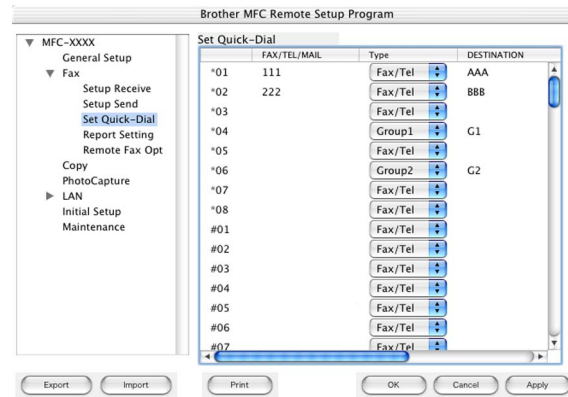 Brother MFC Remote Setup Program
MFC-XXXX
General Setup
Fax
Setup Receive
Setup Send
Set Quick-Dial
Report Setting
Remote Fax Opt
Copy
PhotoCapture
LAN
Initial Setup
Maintenance
Set Quick-Dial
FAX/TEL/MAIL Type DESTINATION
*01 111 Fax/Tel AAA
*02 222 Fax/Tel BBB
*03 Fax/Tel
*04 Group1 G1
*05 Fax/Tel
*06 Group2 G2
*07 Fax/Tel
*08 Fax/Tel
#01 Fax/Tel
#02 Fax/Tel
#03 Fax/Tel
#04 Fax/Tel
#05 Fax/Tel
#06 Fax/Tel
#07 Fax/Tel
Export Import Print OK Cancel Apply